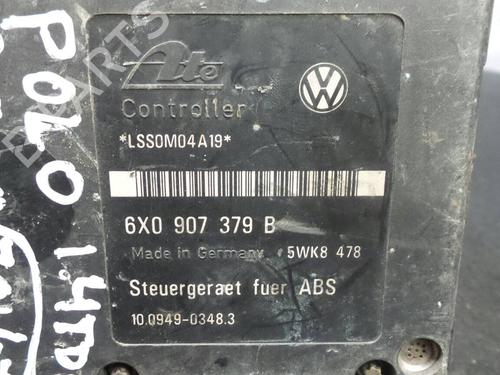 Ate
Controller
*LSS0M04A19*
6X0 907 379 B
Made in Germany 5WK8 478
Steuergeraet fuer ABS
10.0949-0348.3
POLO 1.4TD